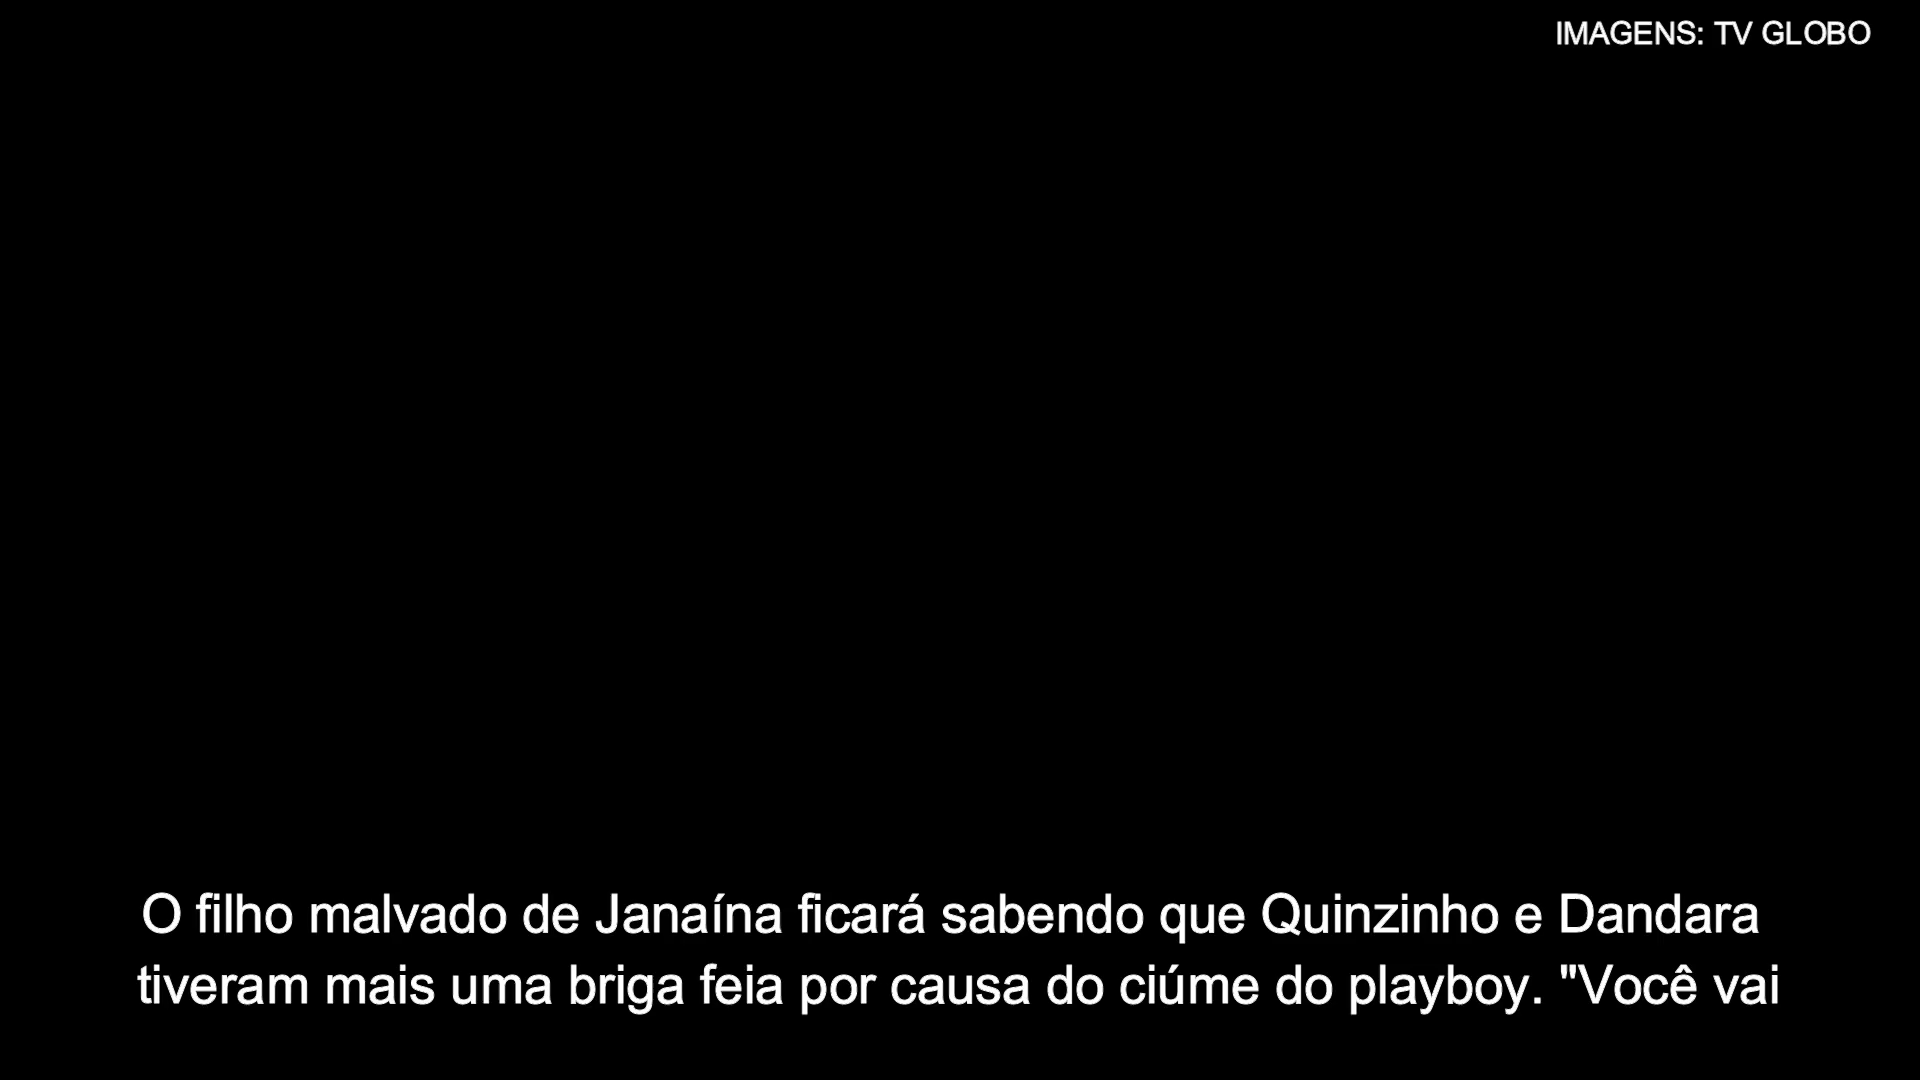 IMAGENS: TV GLOBO
O filho malvado de Janaína ficará sabendo que Quinzinho e Dandara
tiveram mais uma briga feia por causa do ciúme do playboy. "Você vai